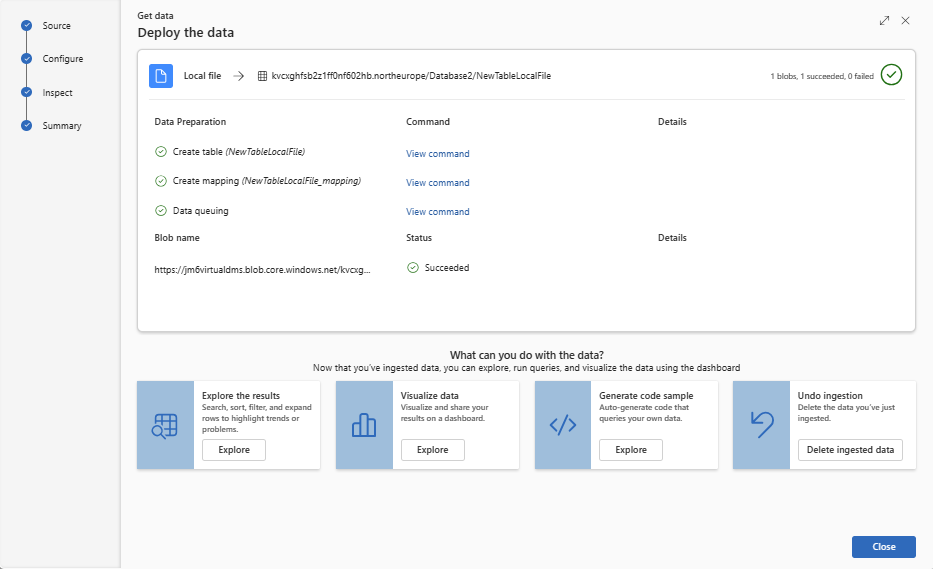 Source
Configure
Inspect
Summary
Get data
Deploy the data
Local file
kvcxghfsb2z1ff0nf602hb.northeurope/Database2/NewTableLocalFile
1 blobs, 1 succeeded, 0 failed
Data Preparation Command Details
Create table (NewTableLocalFile) View command
Create mapping (NewTableLocalFile_mapping) View command
Data queuing View command
Blob name Status Details
https://jm6virtualdms.blob.core.windows.net/kvcxg... Succeeded
What can you do with the data?
Now that you've ingested data, you can explore, run queries, and visualize the data using the dashboard
Explore the results
Search, sort, filter, and expand
rows to highlight trends or
problems.
Explore
Visualize data
Visualize and share your
results on a dashboard.
Explore
Generate code sample
Auto-generate code that
queries your own data.
Explore
Undo ingestion
Delete the data you've just
ingested.
Delete ingested data
Close